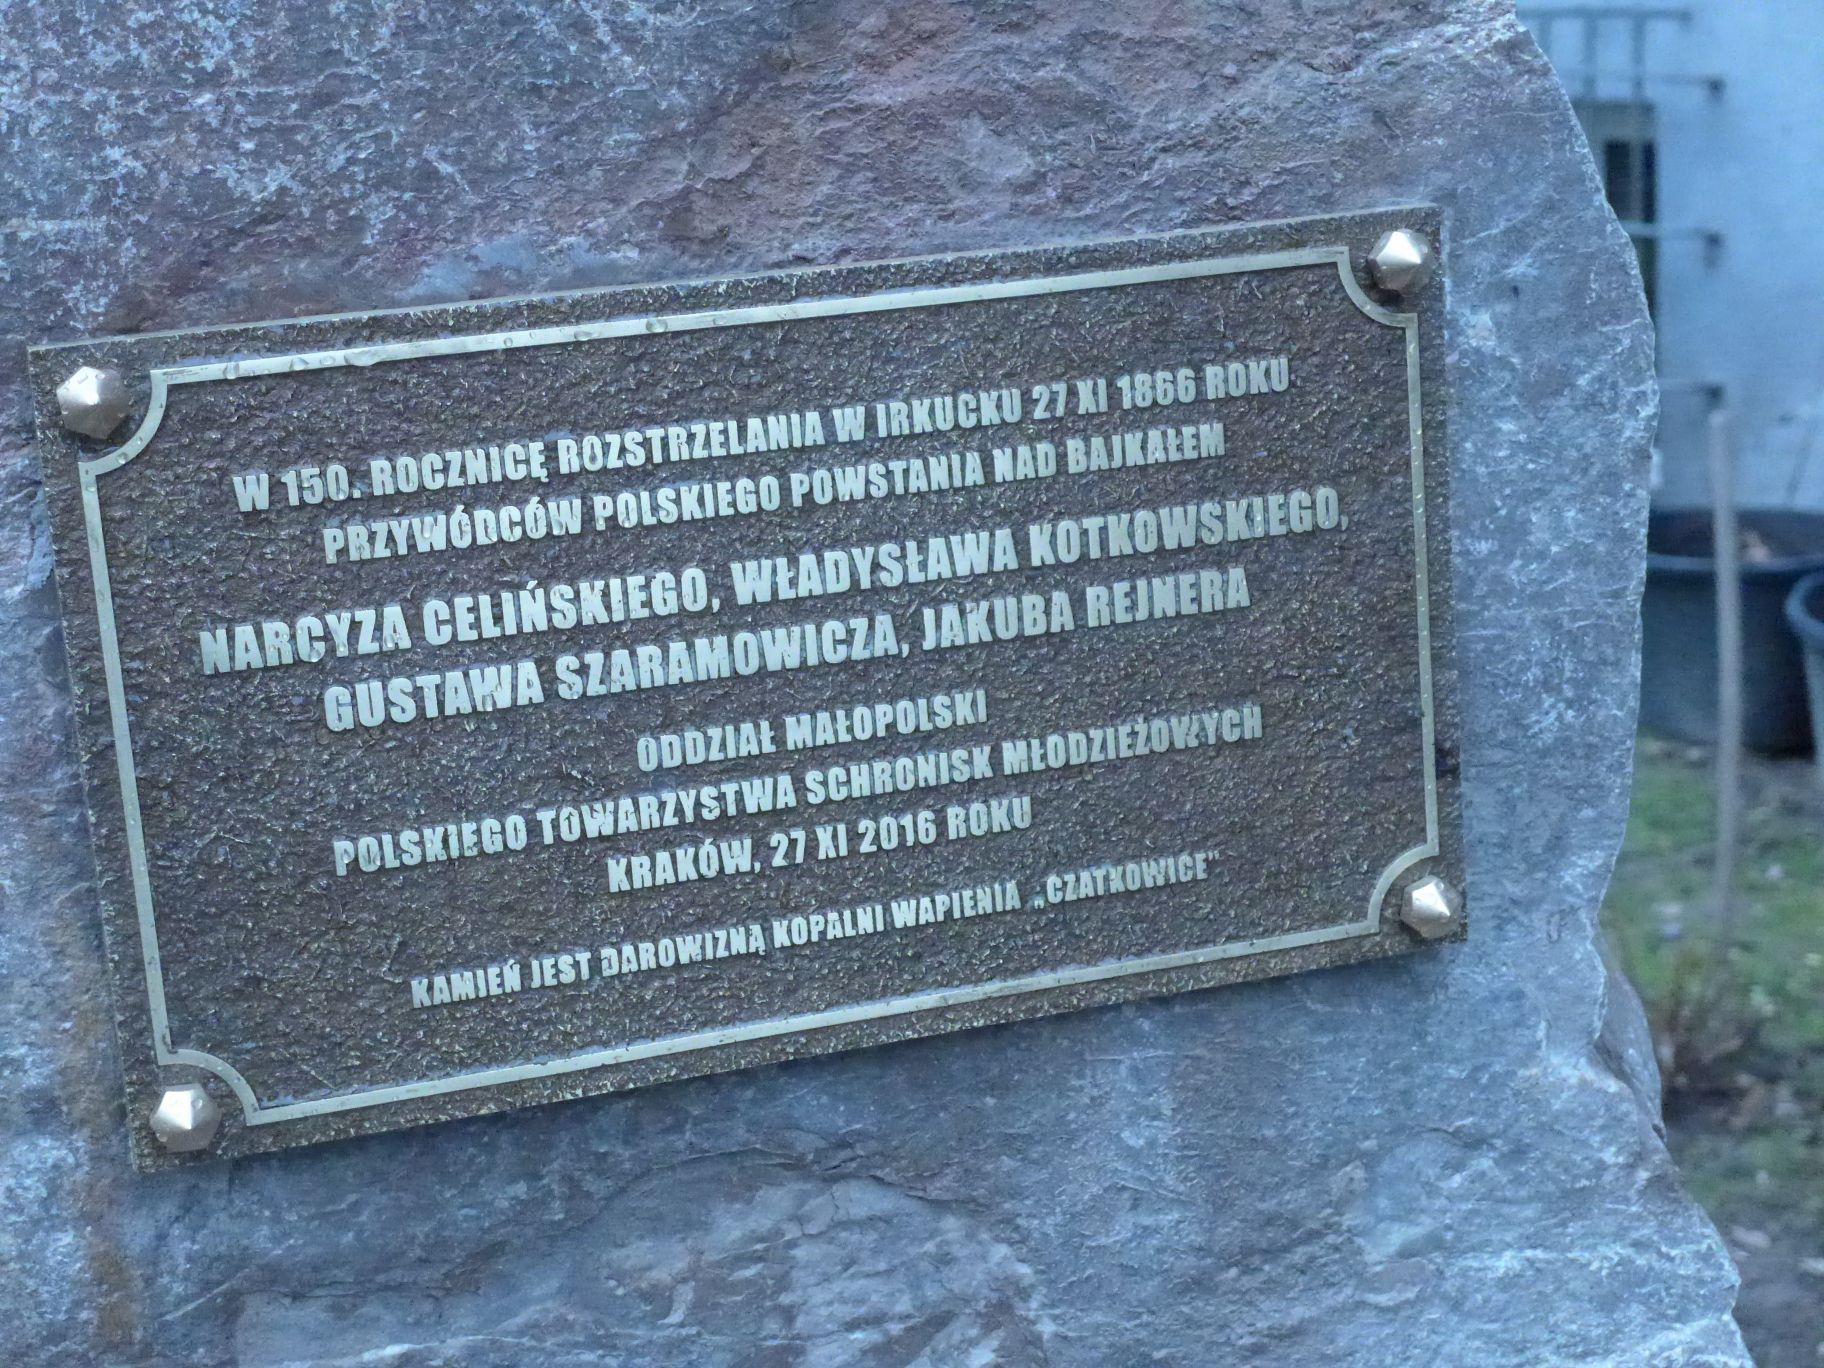 W 150. ROCZNICĘ ROZSTRZELANIA W IRKUCKU 27 XI 1866 ROKU
PRZYWÓDCÓW POLSKIEGO POWSTANIA NAD BAJKAŁEM
NARCYZA CELIŃSKIEGO, WŁADYSŁAWA KOTKOWSKIEGO,
GUSTAWA SZARAMOWICZA, JAKUBA REJNERA
ODDZIAŁ MAŁOPOLSKI
POLSKIEGO TOWARZYSTWA SCHRONISK MŁODZIEŻOWYCH
KRAKÓW, 27 XI 2016 ROKU
KAMIEŃ JEST DAROWIZNĄ KOPALNI WAPIENIA „CZATKOWICE”